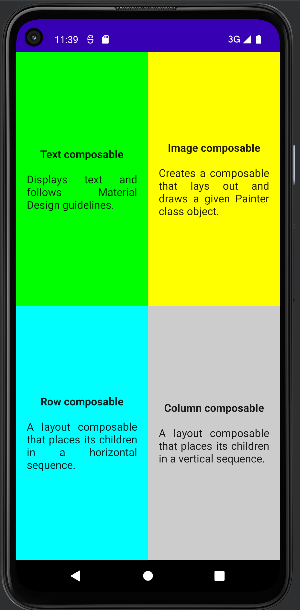 11:39
3G
Text composable
Displays text and
follows Material
Design guidelines.
Image composable
Creates a composable
that lays out and
draws a given Painter
class object.
Row composable
A layout composable
that places its children
in a horizontal
sequence.
Column composable
A layout composable
that places its children
in a vertical sequence.